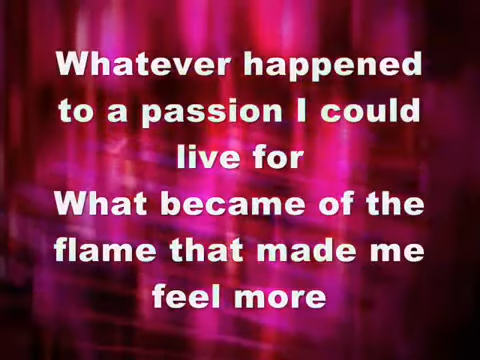 Whatever happened
to a passion I could
live for
What became of the
flame that made me
feel more